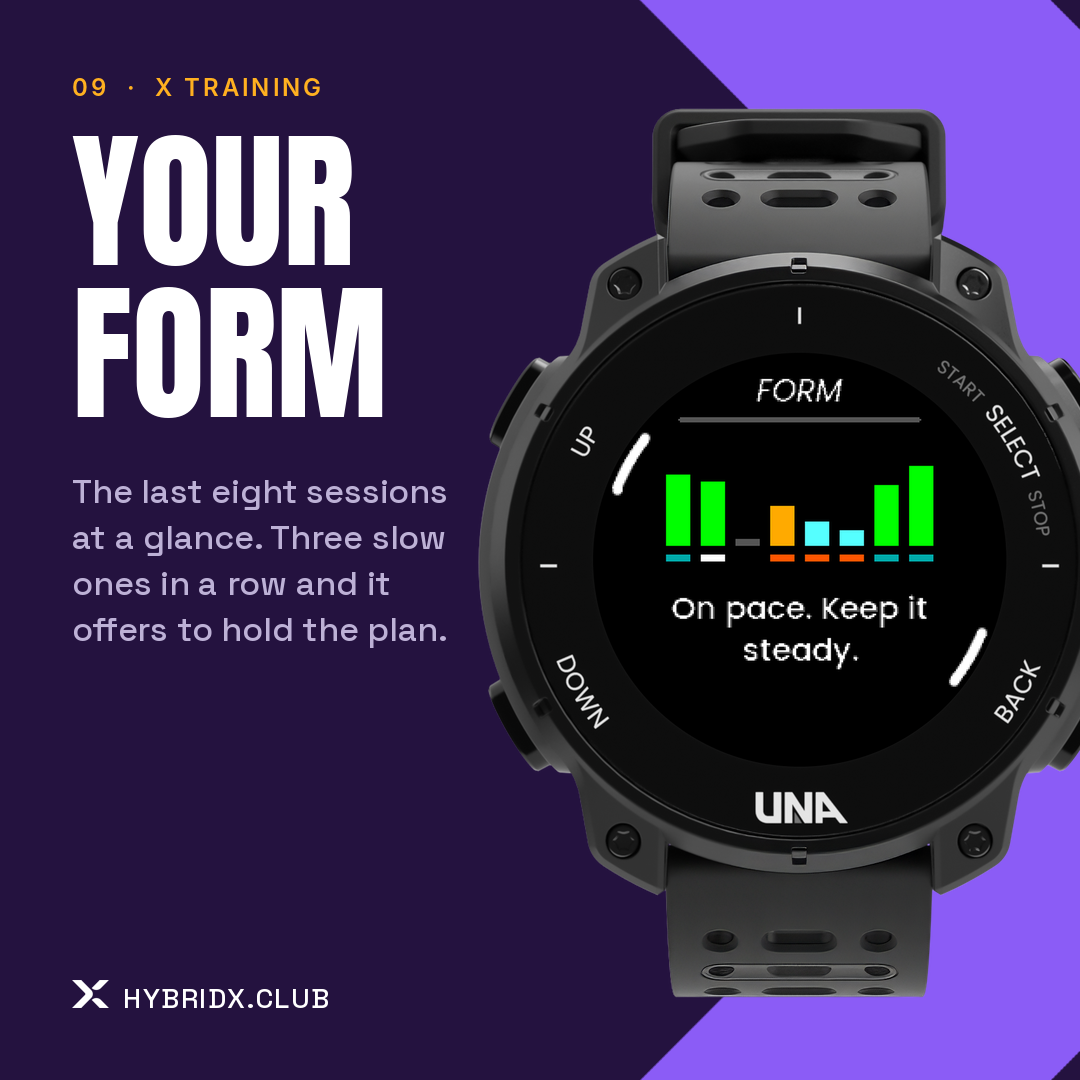 09 · X TRAINING
YOUR
FORM
The last eight sessions
at a glance. Three slow
ones in a row and it
offers to hold the plan.
FORM
On pace. Keep it
steady.
UP
DOWN
START
SELECT
STOP
BACK
UNA
HYBRIDX.CLUB